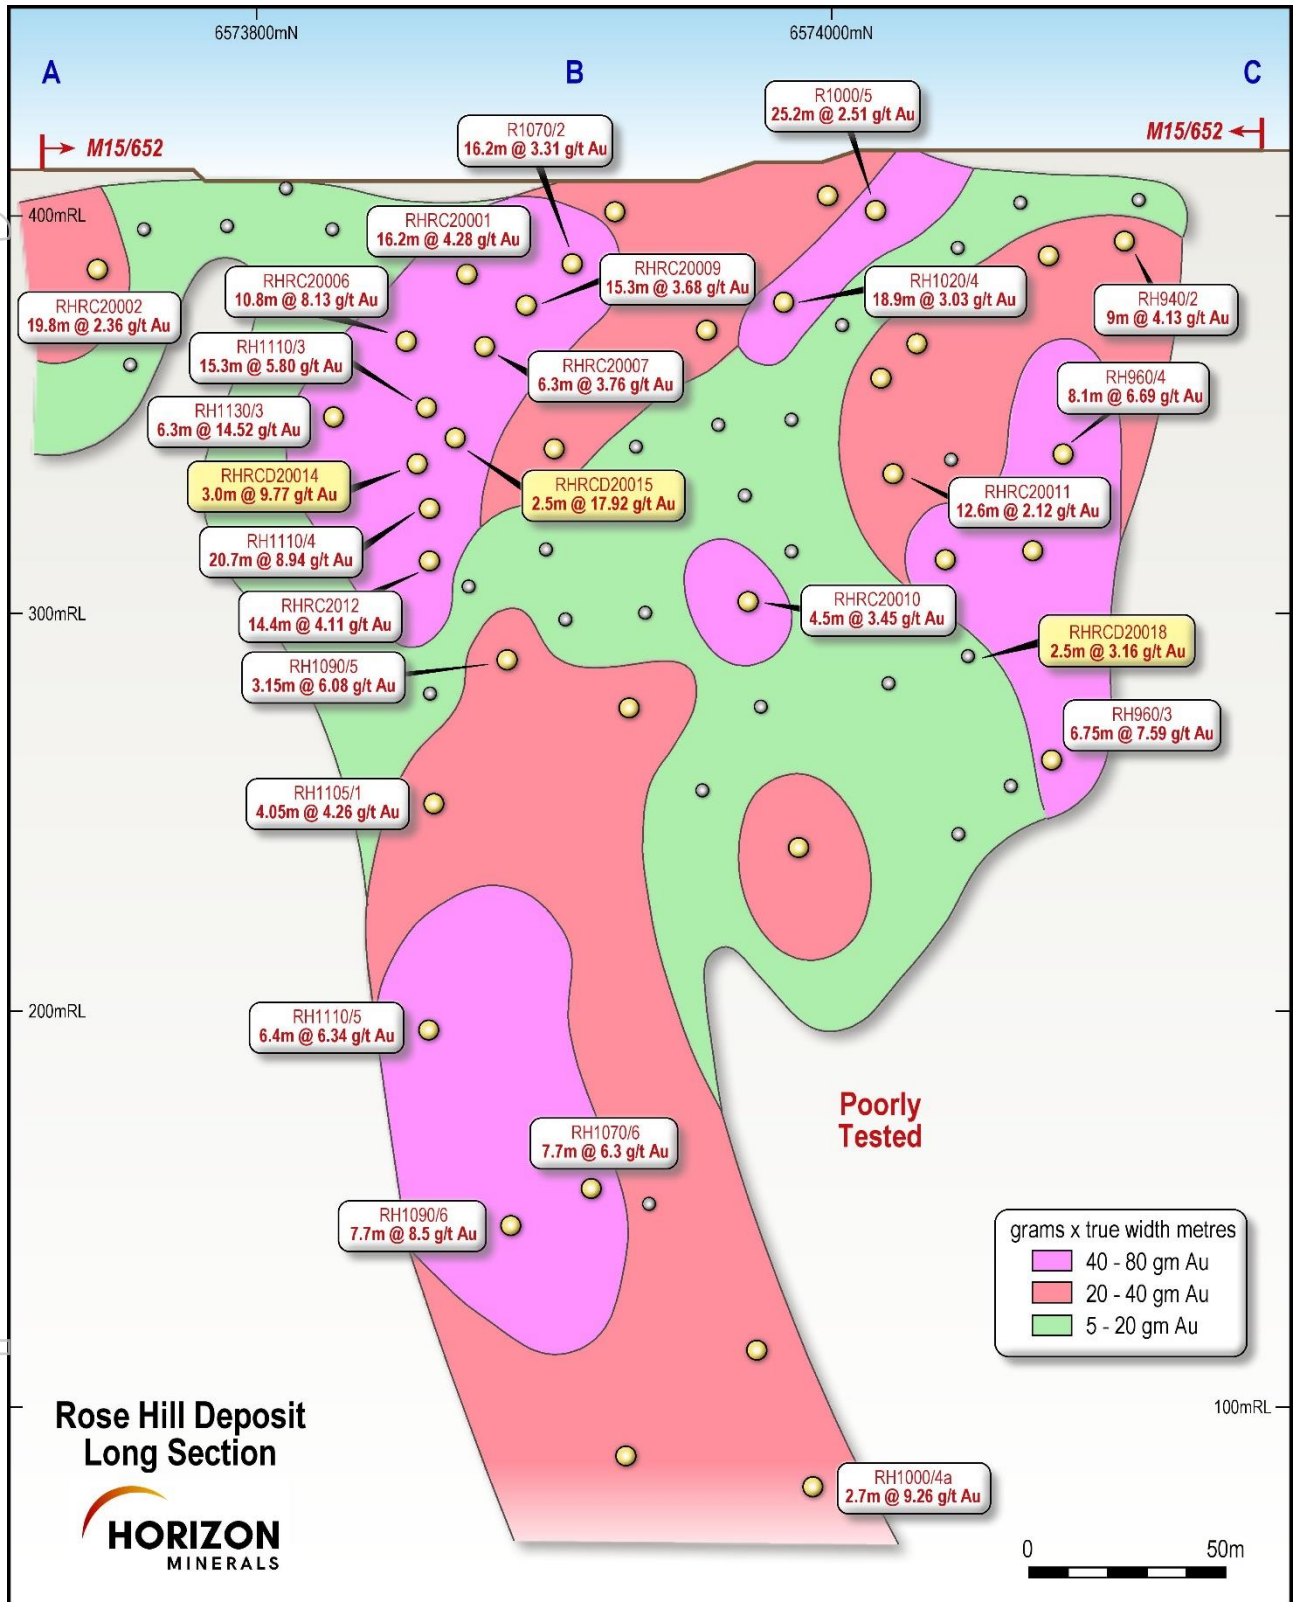 6573800mN
6574000mN
A
B
C
M15/652
M15/652
R1000/5
25.2m @ 2.51 g/t Au
R1070/2
16.2m @ 3.31 g/t Au
400mRL
RHRC20001
16.2m @ 4.28 g/t Au
RHRC20009
15.3m @ 3.68 g/t Au
RHRC20006
10.8m @ 8.13 g/t Au
RH1020/4
18.9m @ 3.03 g/t Au
RHRC20002
19.8m @ 2.36 g/t Au
RH940/2
9m @ 4.13 g/t Au
RH1110/3
15.3m @ 5.80 g/t Au
RHRC20007
6.3m @ 3.76 g/t Au
RH960/4
8.1m @ 6.69 g/t Au
RH1130/3
6.3m @ 14.52 g/t Au
RHRCD20014
3.0m @ 9.77 g/t Au
RHRCD20015
2.5m @ 17.92 g/t Au
RHRC20011
12.6m @ 2.12 g/t Au
RH1110/4
20.7m @ 8.94 g/t Au
RHRC2012
14.4m @ 4.11 g/t Au
300mRL
RHRC20010
4.5m @ 3.45 g/t Au
RHRCD20018
2.5m @ 3.16 g/t Au
RH1090/5
3.15m @ 6.08 g/t Au
RH960/3
6.75m @ 7.59 g/t Au
RH1105/1
4.05m @ 4.26 g/t Au
200mRL
RH1110/5
6.4m @ 6.34 g/t Au
Poorly
Tested
RH1070/6
7.7m @ 6.3 g/t Au
RH1090/6
7.7m @ 8.5 g/t Au
grams x true width metres
40 - 80 gm Au
20 - 40 gm Au
5 - 20 gm Au
100mRL
Rose Hill Deposit
Long Section
HORIZON
MINERALS
RH1000/4a
2.7m @ 9.26 g/t Au
0
50m